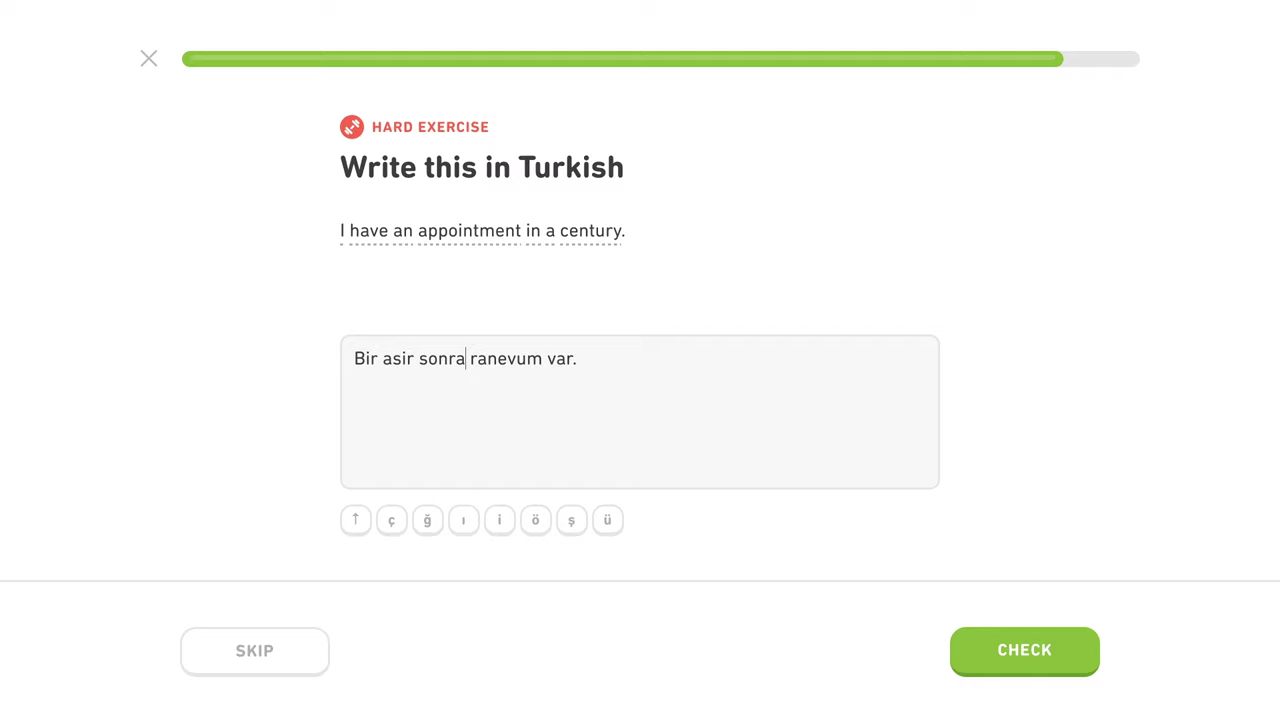 HARD EXERCISE
Write this in Turkish
I have an appointment in a century.
Bir asir sonra ranevum var.
↑ ç ğ ı i ö ş ü
SKIP
CHECK